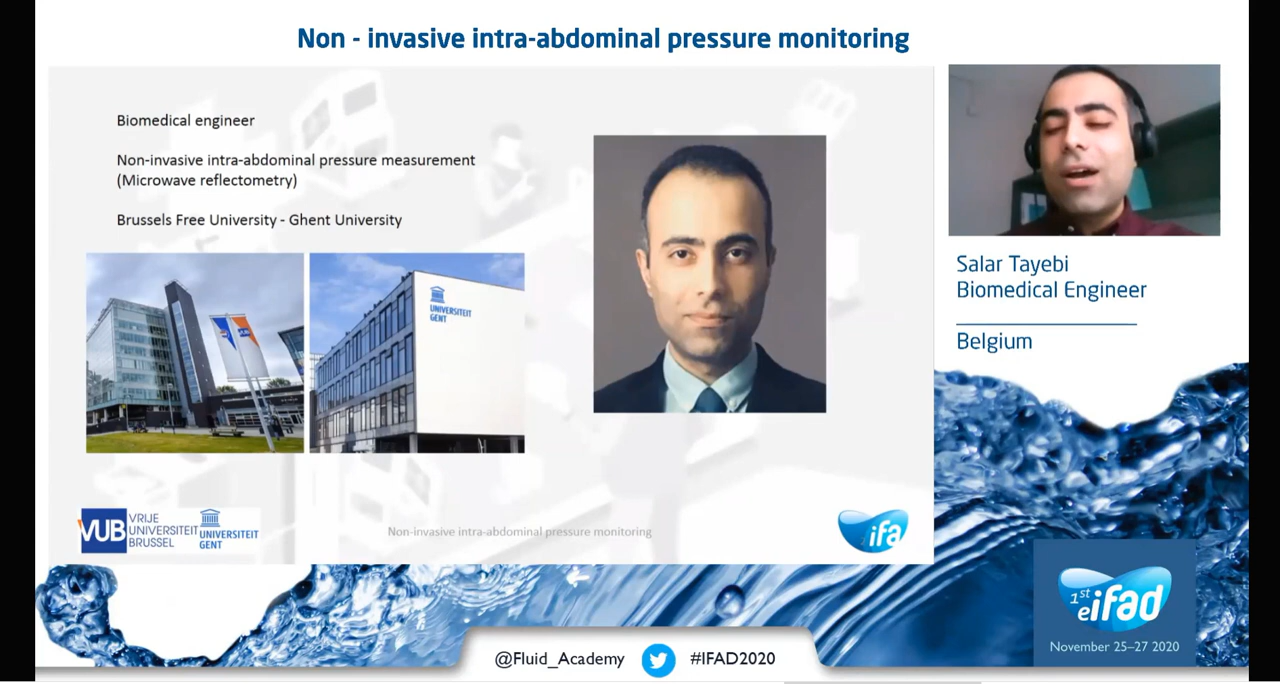 Non - invasive intra-abdominal pressure monitoring
Biomedical engineer
Non-invasive intra-abdominal pressure measurement
(Microwave reflectometry)
Brussels Free University - Ghent University
UNIVERSITEIT
GENT
VUB
VRIJE
UNIVERSITEIT
BRUSSEL
UNIVERSITEIT
GENT
Non-invasive intra-abdominal pressure monitoring
ifa
Salar Tayebi
Biomedical Engineer
Belgium
1st
eifad
November 25-27 2020
@Fluid_Academy
#IFAD2020